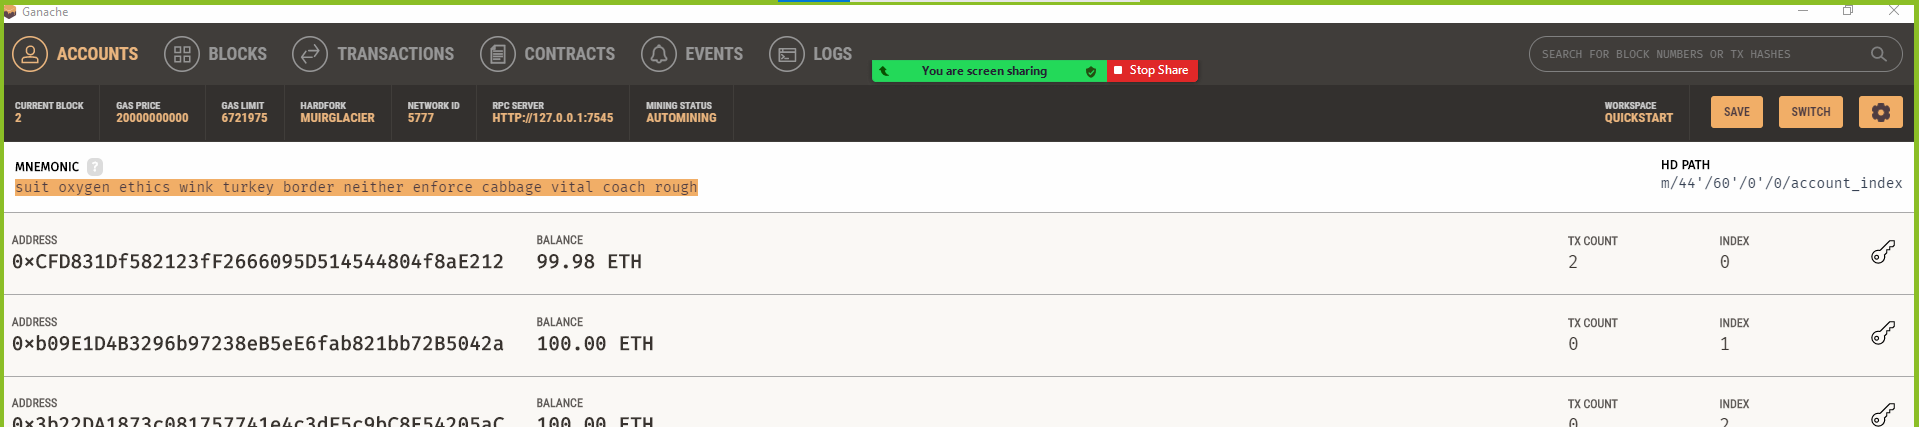 Ganache
ACCOUNTS BLOCKS TRANSACTIONS CONTRACTS EVENTS LOGS SEARCH FOR BLOCK NUMBERS OR TX HASHES
You are screen sharing Stop Share
CURRENT BLOCK GAS PRICE GAS LIMIT HARDFORK NETWORK ID RPC SERVER MINING STATUS WORKSPACE
2 20000000000 6721975 MUIRGLACIER 5777 HTTP://127.0.0.1:7545 AUTOMINING QUICKSTART SAVE SWITCH
MNEMONIC ? HD PATH
suit oxygen ethics wink turkey border neither enforce cabbage vital coach rough m/44'/60'/0'/0/account_index
ADDRESS BALANCE TX COUNT INDEX
0×CFD831Df582123fF2666095D514544804f8aE212 99.98 ETH 2 0
ADDRESS BALANCE TX COUNT INDEX
0×b09E1D4B3296b97238eB5eE6fab821bb72B5042a 100.00 ETH 0 1
ADDRESS BALANCE TX COUNT INDEX
100.00 ETH 0 2